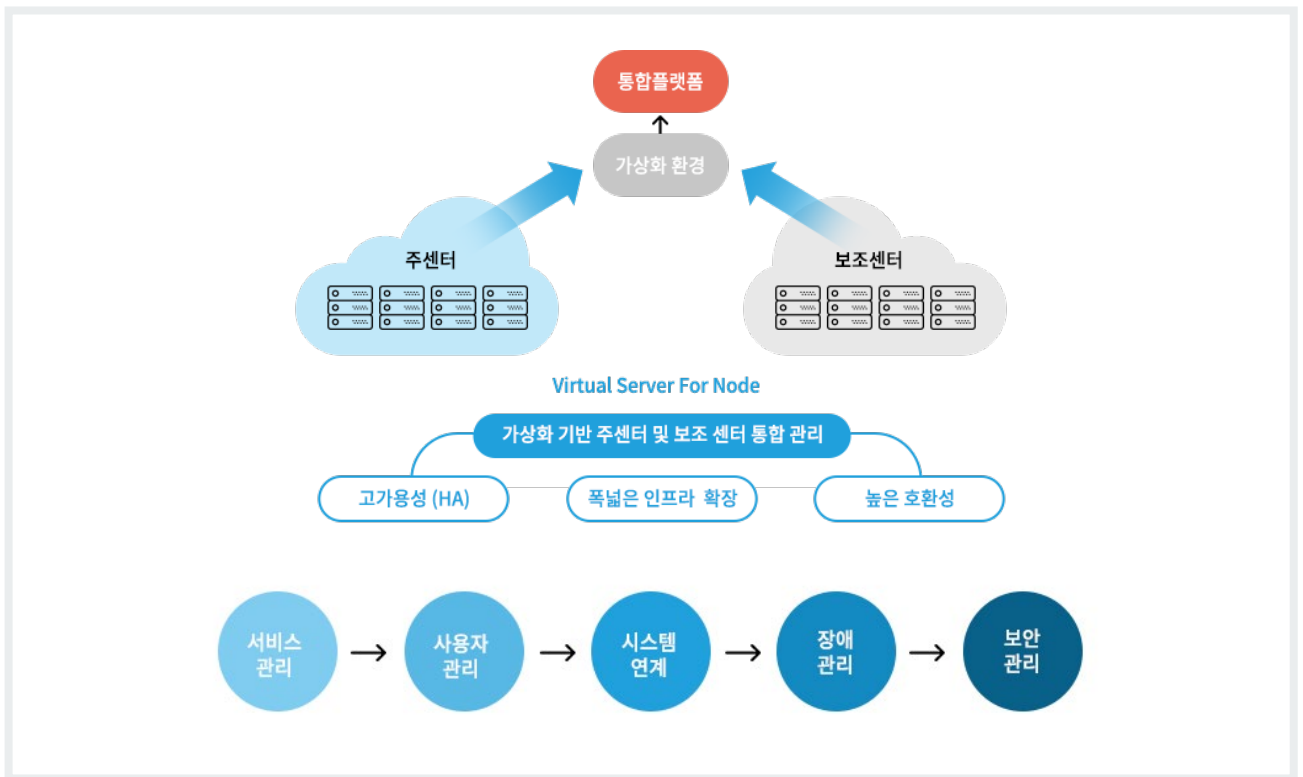 통합플랫폼
가상화 환경
주센터
보조센터
Virtual Server For Node
가상화 기반 주센터 및 보조 센터 통합 관리
고가용성 (HA)
폭넓은 인프라 확장
높은 호환성
서비스
관리
사용자
관리
시스템
연계
장애
관리
보안
관리